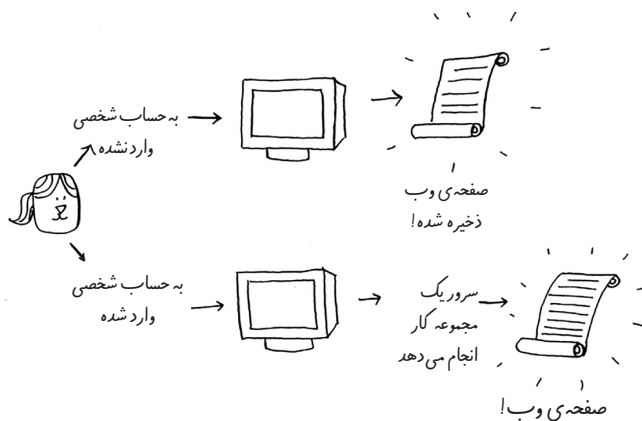 به حساب شخصی
وارد نشده
صفحه‌ی وب
ذخیره شده!
به حساب شخصی
وارد شده
سرور یک
مجموعه کار
انجام می‌دهد
صفحه‌ی وب!